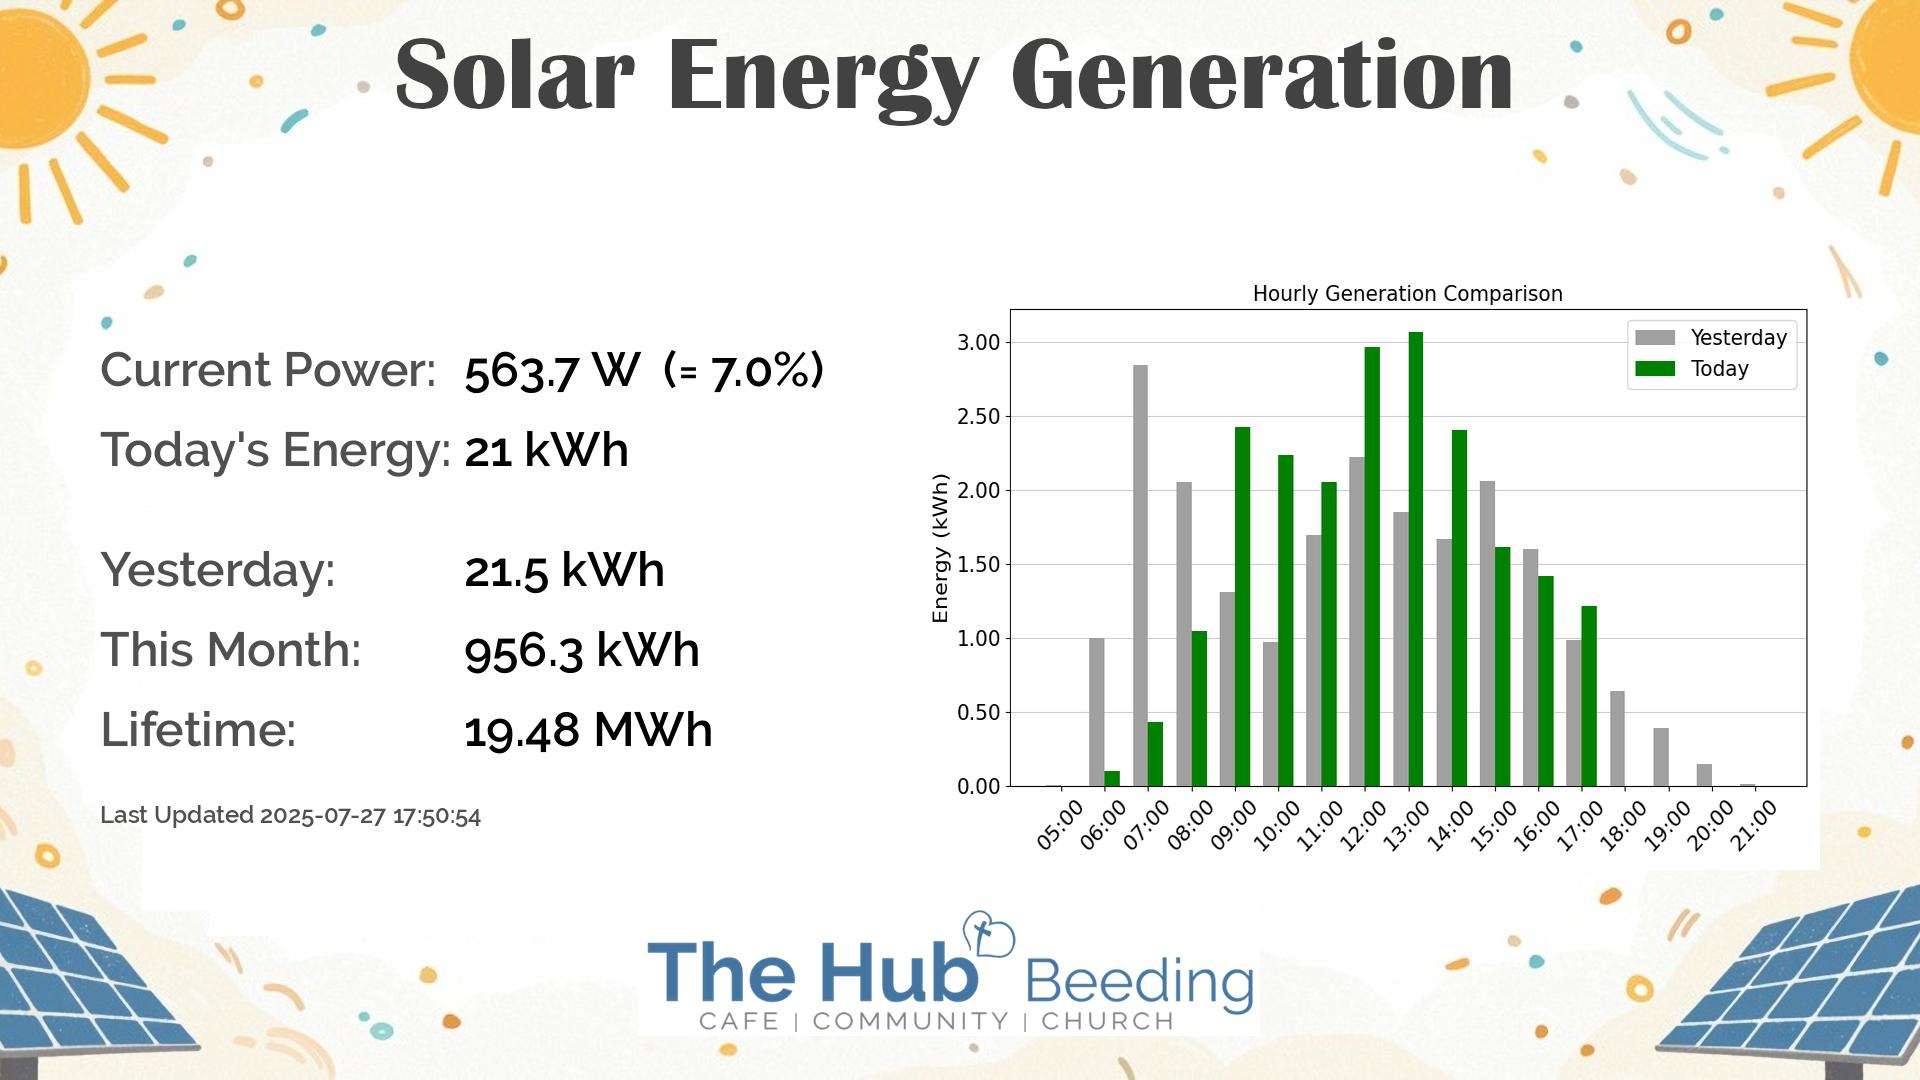 Solar Energy Generation
Current Power: 563.7 W (= 7.0%)
Today's Energy: 21 kWh
Yesterday: 21.5 kWh
This Month: 956.3 kWh
Lifetime: 19.48 MWh
Last Updated 2025-07-27 17:50:54
Hourly Generation Comparison
Yesterday
Today
Energy (kWh)
3.00
2.50
2.00
1.50
1.00
0.50
0.00
05:00 06:00 07:00 08:00 09:00 10:00 11:00 12:00 13:00 14:00 15:00 16:00 17:00 18:00 19:00 20:00 21:00
The Hub Beeding
CAFE | COMMUNITY | CHURCH